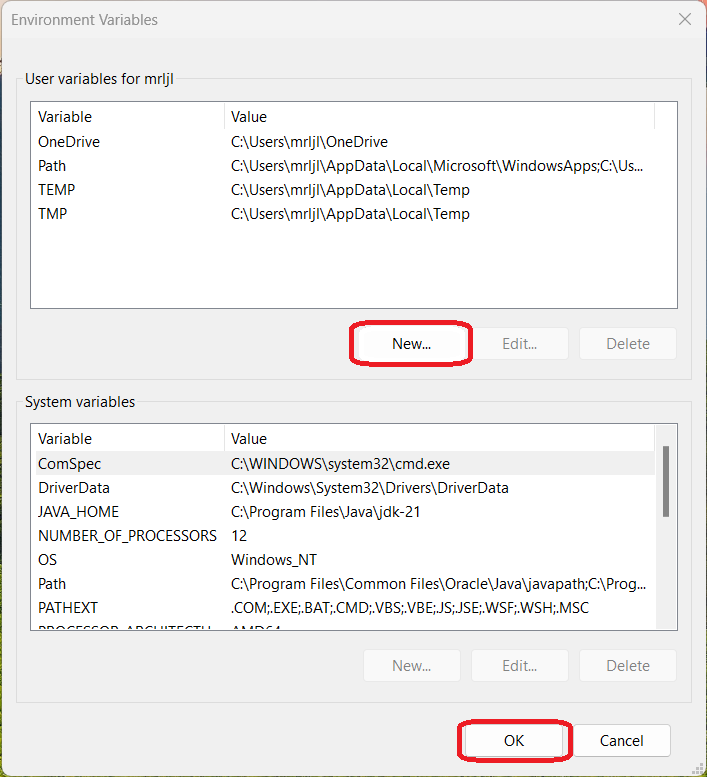 Environment Variables
User variables for mrljl
Variable Value
OneDrive C:\Users\mrljl\OneDrive
Path C:\Users\mrljl\AppData\Local\Microsoft\WindowsApps;C:\Us...
TEMP C:\Users\mrljl\AppData\Local\Temp
TMP C:\Users\mrljl\AppData\Local\Temp
New... Edit... Delete
System variables
Variable Value
ComSpec C:\WINDOWS\system32\cmd.exe
DriverData C:\Windows\System32\Drivers\DriverData
JAVA_HOME C:\Program Files\Java\jdk-21
NUMBER_OF_PROCESSORS 12
OS Windows_NT
Path C:\Program Files\Common Files\Oracle\Java\javapath;C:\Prog...
PATHEXT .COM;.EXE;.BAT;.CMD;.VBS;.VBE;.JS;.JSE;.WSF;.WSH;.MSC
PROCESSOR_ARCHITECTU... AMD64
New... Edit... Delete
OK Cancel